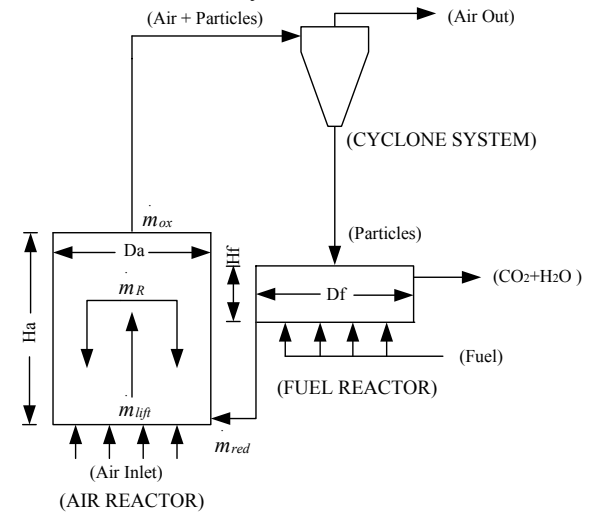 (Air + Particles)
(Air Out)
(CYCLONE SYSTEM)
ṁox
(Particles)
Da
Hf
ṁR
Df
(CO2+H2O )
Ha
(Fuel)
(FUEL REACTOR)
ṁlift
ṁred
(Air Inlet)
(AIR REACTOR)